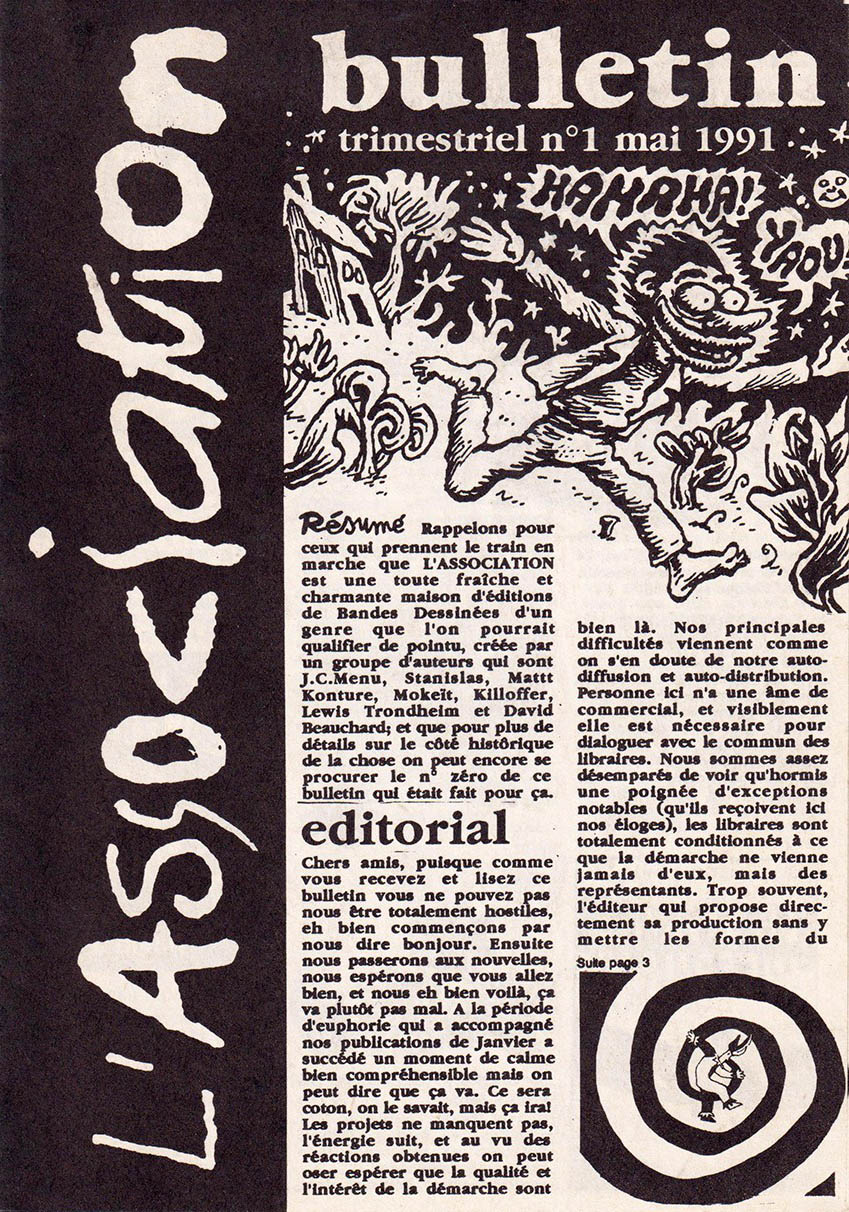 L'Association
bulletin
trimestriel n°1 mai 1991
HAHAHA!
Résumé Rappelons pour
ceux qui prennent le train en
marche que L'ASSOCIATION
est une toute fraîche et
charmante maison d'éditions
de Bandes Dessinées d'un
genre que l'on pourrait
qualifier de pointu, créée par
un groupe d'auteurs qui sont
J.C.Menu, Stanislas, Mattt
Konture, Mokeït, Killoffer,
Lewis Trondheim et David
Beauchard; et que pour plus de
détails sur le côté histôrique
de la chose on peut encore se
procurer le n° zéro de ce
bulletin qui était fait pour ça.
editorial
Chers amis, puisque comme
vous recevez et lisez ce
bulletin vous ne pouvez pas
nous être totalement hostiles,
eh bien commençons par
nous dire bonjour. Ensuite
nous passerons aux nouvelles,
nous espérons que vous allez
bien, et nous eh bien voilà, ça
va plutôt pas mal. A la période
d'euphorie qui a accompagné
nos publications de Janvier a
succédé un moment de calme
bien compréhensible mais on
peut dire que ça va. Ce sera
coton, on le savait, mais ça ira!
Les projets ne manquent pas,
l'énergie suit, et au vu des
réactions obtenues on peut
oser espérer que la qualité et
l'intérêt de la démarche sont
bien là. Nos principales
difficultés viennent comme
on s'en doute de notre auto-
diffusion et auto-distribution.
Personne ici n'a une âme de
commercial, et visiblement
elle est nécessaire pour
dialoguer avec le commun des
libraires. Nous sommes assez
désemparés de voir qu'hormis
une poignée d'exceptions
notables (qu'ils reçoivent ici
nos éloges), les libraires sont
totalement conditionnés à ce
que la démarche ne vienne
jamais d'eux, mais des
représentants. Trop souvent,
l'éditeur qui propose direc-
tement sa production sans y
mettre les formes du
Suite page 3